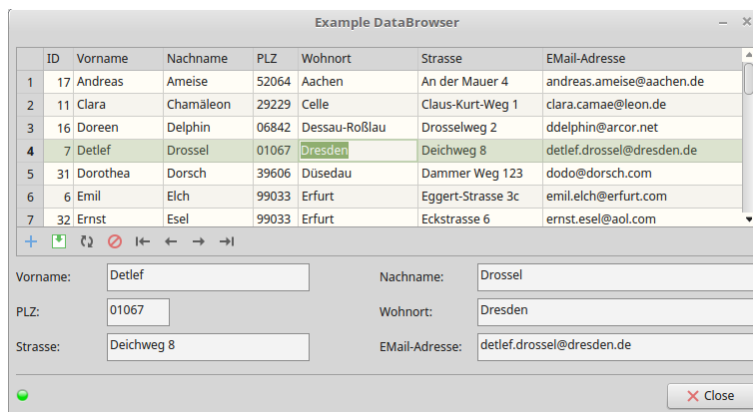 Example DataBrowser
ID Vorname Nachname PLZ Wohnort Strasse EMail-Adresse
1 17 Andreas Ameise 52064 Aachen An der Mauer 4 andreas.ameise@aachen.de
2 11 Clara Chamäleon 29229 Celle Claus-Kurt-Weg 1 clara.camae@leon.de
3 16 Doreen Delphin 06842 Dessau-Roßlau Drosselweg 2 ddelphin@arcor.net
4 7 Detlef Drossel 01067 Dresden Deichweg 8 detlef.drossel@dresden.de
5 31 Dorothea Dorsch 39606 Düsedau Dammer Weg 123 dodo@dorsch.com
6 6 Emil Elch 99033 Erfurt Eggert-Strasse 3c emil.elch@erfurt.com
7 32 Ernst Esel 99033 Erfurt Eckstrasse 6 ernst.esel@aol.com
Vorname: Detlef Nachname: Drossel
PLZ: 01067 Wohnort: Dresden
Strasse: Deichweg 8 EMail-Adresse: detlef.drossel@dresden.de
Close